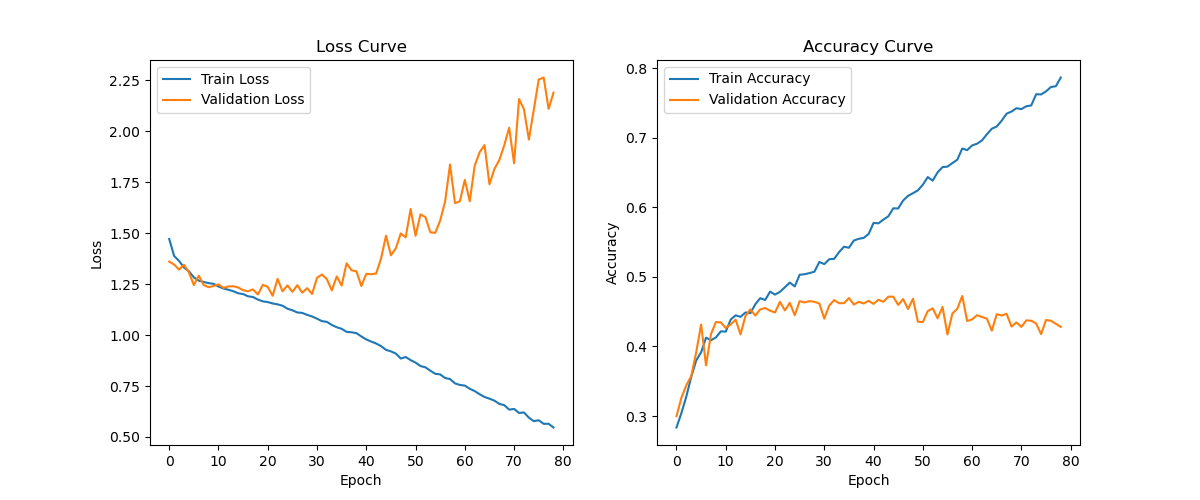 Loss Curve
Train Loss
Validation Loss
2.25
2.00
1.75
1.50
1.25
1.00
0.75
0.50
Loss
0 10 20 30 40 50 60 70 80
Epoch
Accuracy Curve
Train Accuracy
Validation Accuracy
0.8
0.7
0.6
0.5
0.4
0.3
Accuracy
0 10 20 30 40 50 60 70 80
Epoch